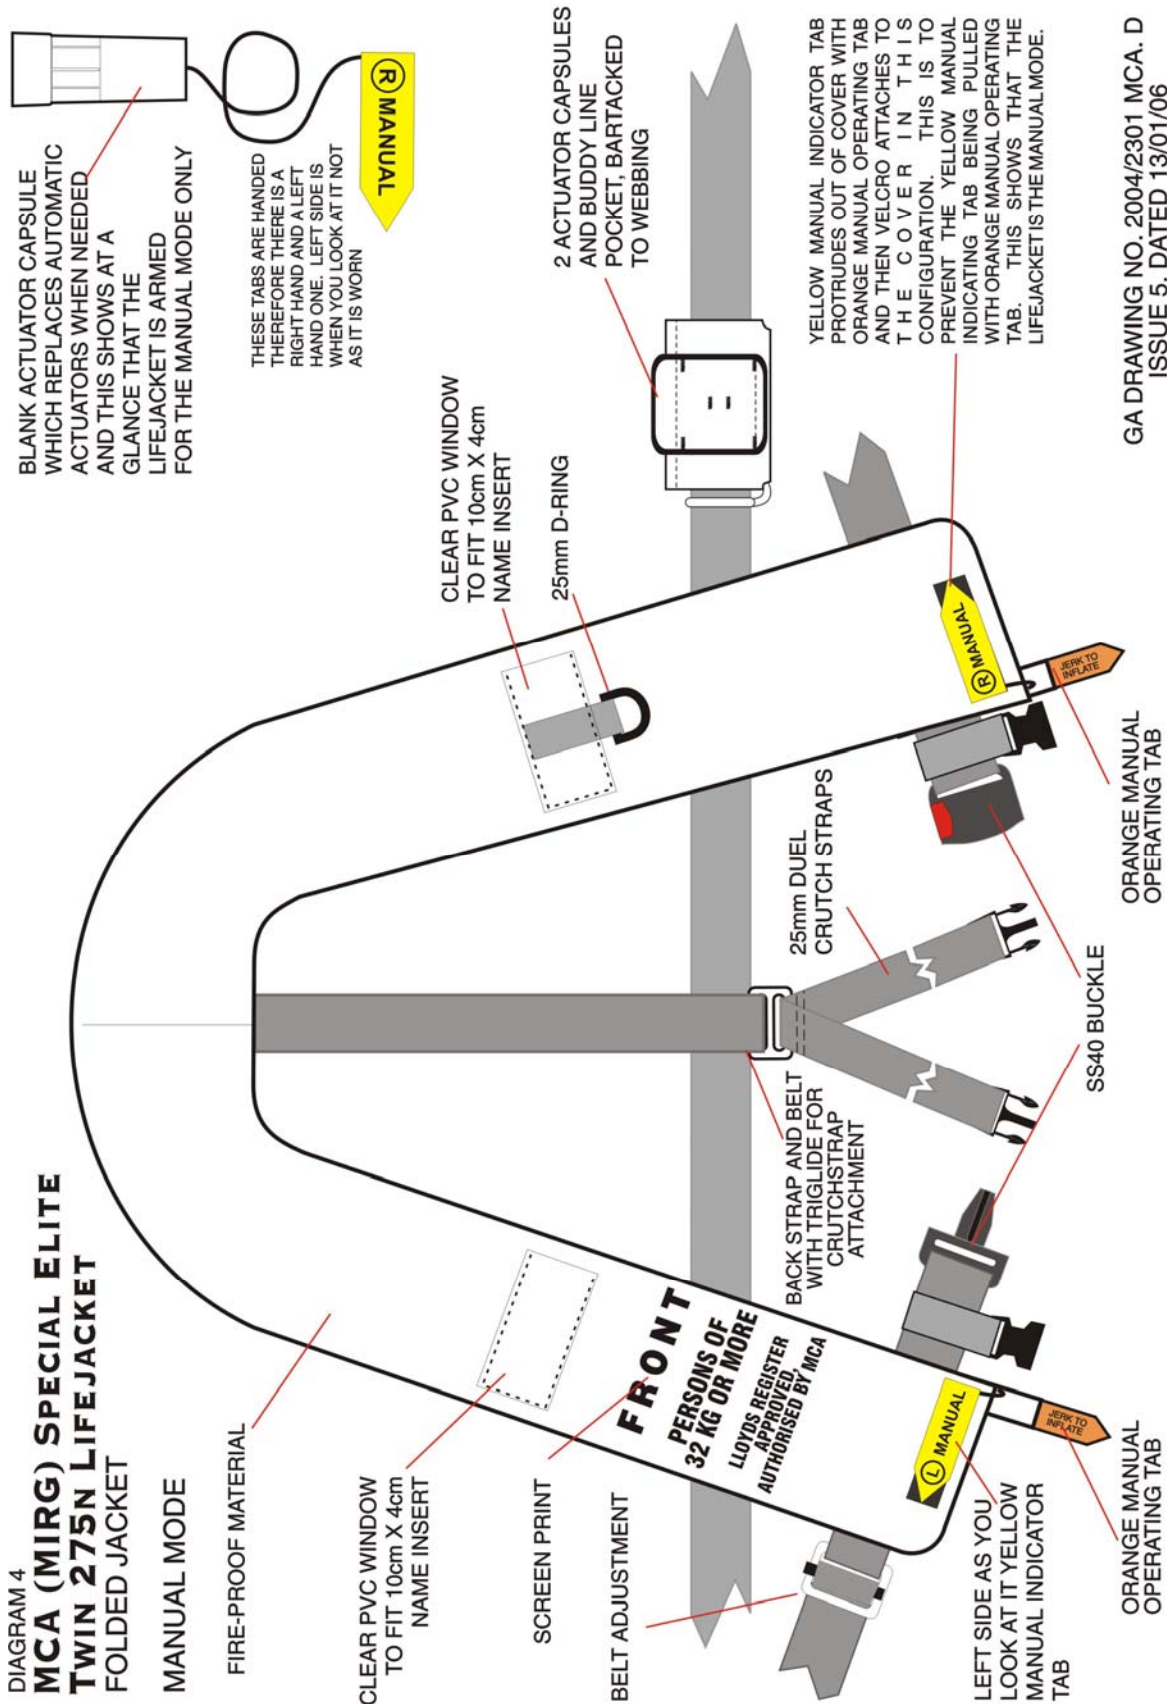 DIAGRAM 4
MCA (MIRG) SPECIAL ELITE
TWIN 275N LIFEJACKET
FOLDED JACKET
MANUAL MODE
FIRE-PROOF MATERIAL
CLEAR PVC WINDOW
TO FIT 10cm X 4cm
NAME INSERT
SCREEN PRINT
BELT ADJUSTMENT
LEFT SIDE AS YOU
LOOK AT IT YELLOW
MANUAL INDICATOR
TAB
ORANGE MANUAL
OPERATING TAB
FRONT
PERSONS OF
32 KG OR MORE
LLOYDS REGISTER
APPROVED,
AUTHORISED BY MCA
L MANUAL
JERK TO
INFLATE
BACK STRAP AND BELT
WITH TRIGLIDE FOR
CRUTCHSTRAP
ATTACHMENT
25mm DUEL
CRUTCH STRAPS
SS40 BUCKLE
ORANGE MANUAL
OPERATING TAB
JERK TO
INFLATE
R MANUAL
CLEAR PVC WINDOW
TO FIT 10cm X 4cm
NAME INSERT
25mm D-RING
BLANK ACTUATOR CAPSULE
WHICH REPLACES AUTOMATIC
ACTUATORS WHEN NEEDED
AND THIS SHOWS AT A
GLANCE THAT THE
LIFEJACKET IS ARMED
FOR THE MANUAL MODE ONLY
THESE TABS ARE HANDED
THEREFORE THERE IS A
RIGHT HAND AND A LEFT
HAND ONE. LEFT SIDE IS
WHEN YOU LOOK AT IT NOT
AS IT IS WORN
R MANUAL
2 ACTUATOR CAPSULES
AND BUDDY LINE
POCKET, BARTACKED
TO WEBBING
YELLOW MANUAL INDICATOR TAB
PROTRUDES OUT OF COVER WITH
ORANGE MANUAL OPERATING TAB
AND THEN VELCRO ATTACHES TO
THE COVER IN THIS
CONFIGURATION. THIS IS TO
PREVENT THE YELLOW MANUAL
INDICATING TAB BEING PULLED
WITH ORANGE MANUAL OPERATING
TAB. THIS SHOWS THAT THE
LIFEJACKET IS THE MANUAL MODE.
GA DRAWING NO. 2004/2301 MCA. D
ISSUE 5, DATED 13/01/06